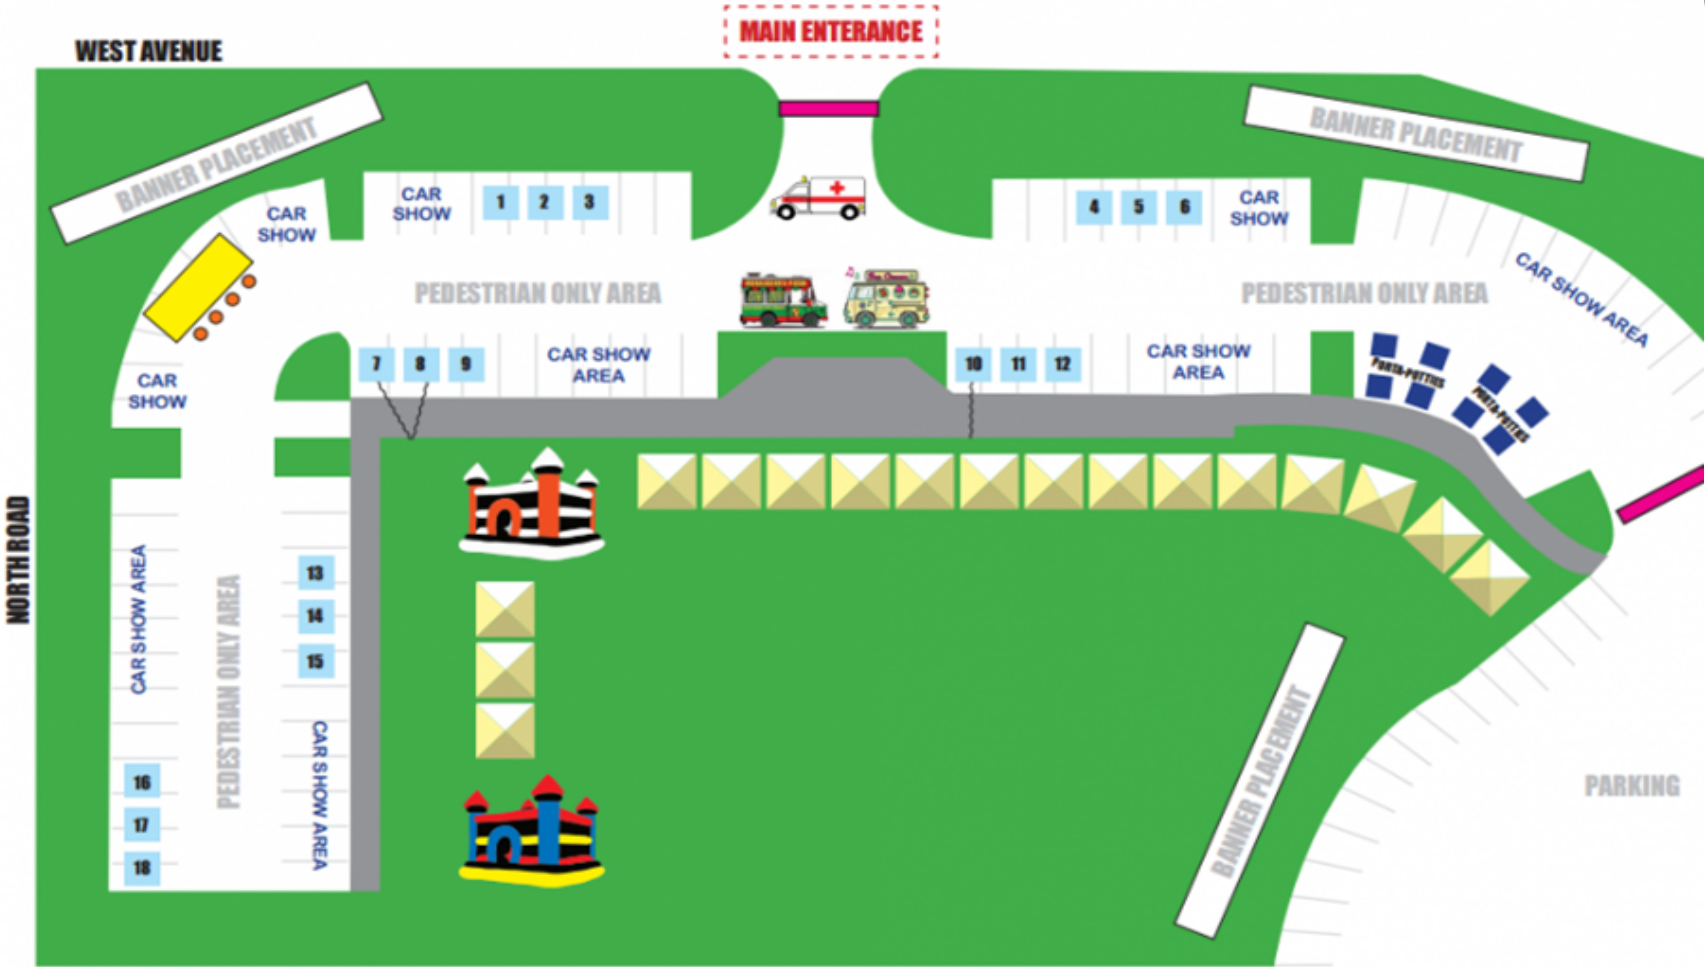 MAIN ENTERANCE
WEST AVENUE
BANNER PLACEMENT
BANNER PLACEMENT
CAR
SHOW
CAR
SHOW
1
2
3
4
5
6
CAR
SHOW
CAR SHOW AREA
PEDESTRIAN ONLY AREA
PEDESTRIAN ONLY AREA
CAR
SHOW
7
8
9
CAR SHOW
AREA
10
11
12
CAR SHOW
AREA
PORTA-POTTIES
PORTA-POTTIES
NORTH ROAD
CAR SHOW AREA
PEDESTRIAN ONLY AREA
13
14
15
CAR SHOW AREA
16
17
18
BANNER PLACEMENT
PARKING